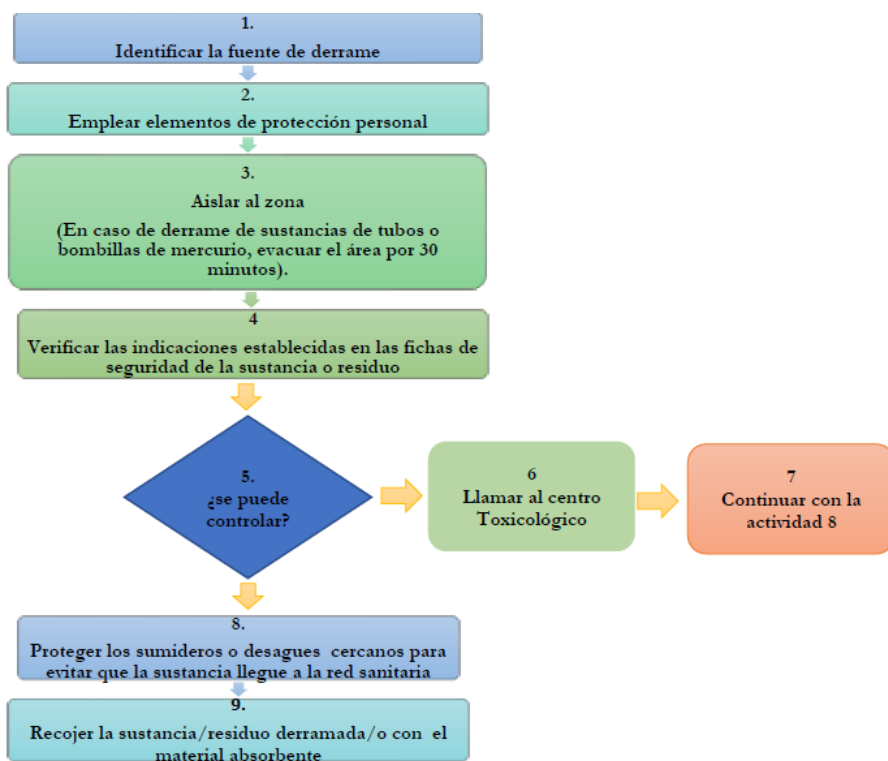 1.
Identificar la fuente de derrame
2.
Emplear elementos de protección personal
3.
Aislar al zona
(En caso de derrame de sustancias de tubos o
bombillas de mercurio, evacuar el área por 30
minutos).
4
Verificar las indicaciones establecidas en las fichas de
seguridad de la sustancia o residuo
5.
¿se puede
controlar?
6
Llamar al centro
Toxicológico
7
Continuar con la
actividad 8
8.
Proteger los sumideros o desagues cercanos para
evitar que la sustancia llegue a la red sanitaria
9.
Recojer la sustancia/residuo derramada/o con el
material absorbente